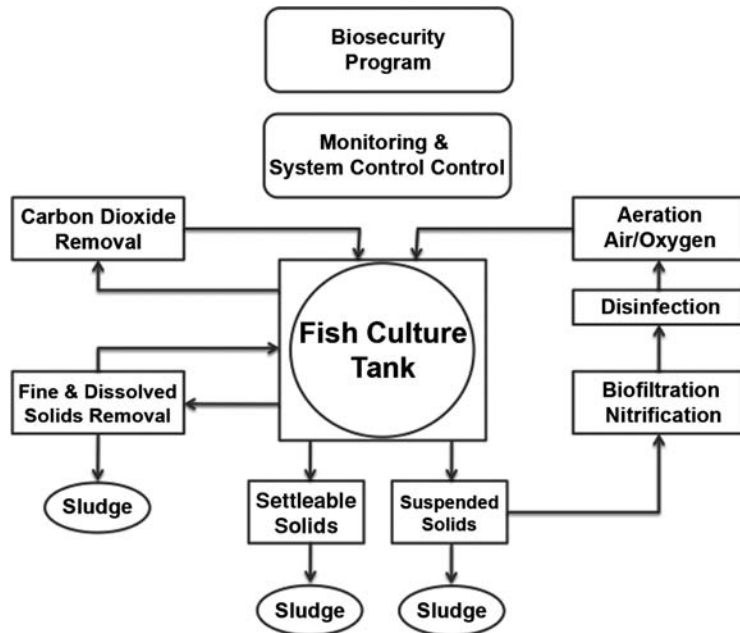 Biosecurity
Program
Monitoring &
System Control Control
Carbon Dioxide
Removal
Aeration
Air/Oxygen
Fish Culture
Tank
Disinfection
Fine & Dissolved
Solids Removal
Biofiltration
Nitrification
Sludge
Settleable
Solids
Suspended
Solids
Sludge
Sludge